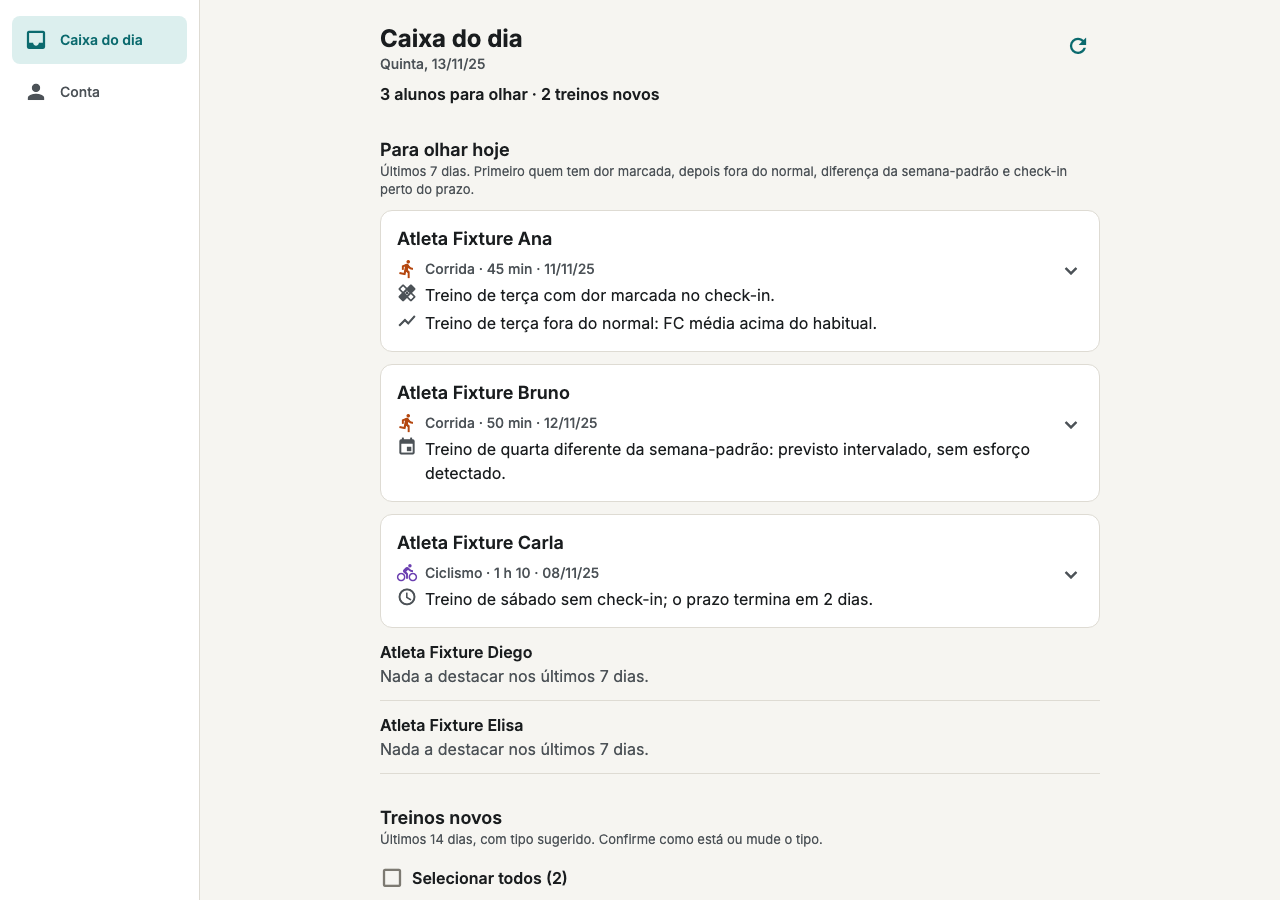 Caixa do dia
Conta
Caixa do dia
Quinta, 13/11/25
3 alunos para olhar · 2 treinos novos
Para olhar hoje
Últimos 7 dias. Primeiro quem tem dor marcada, depois fora do normal, diferença da semana-padrão e check-in
perto do prazo.
Atleta Fixture Ana
Corrida · 45 min · 11/11/25
Treino de terça com dor marcada no check-in.
Treino de terça fora do normal: FC média acima do habitual.
Atleta Fixture Bruno
Corrida · 50 min · 12/11/25
Treino de quarta diferente da semana-padrão: previsto intervalado, sem esforço
detectado.
Atleta Fixture Carla
Ciclismo · 1 h 10 · 08/11/25
Treino de sábado sem check-in; o prazo termina em 2 dias.
Atleta Fixture Diego
Nada a destacar nos últimos 7 dias.
Atleta Fixture Elisa
Nada a destacar nos últimos 7 dias.
Treinos novos
Últimos 14 dias, com tipo sugerido. Confirme como está ou mude o tipo.
Selecionar todos (2)